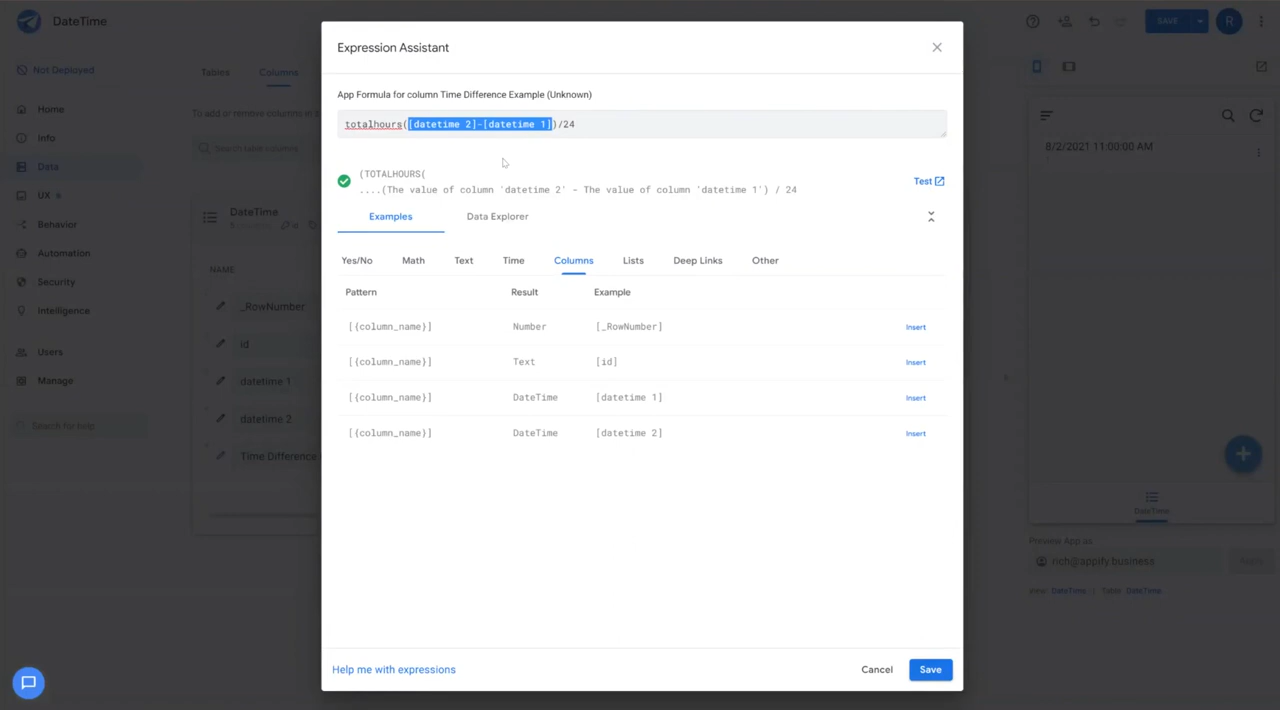 DateTime
SAVE
R
Not Deployed
Home
Info
Data
UX
Behavior
Automation
Security
Intelligence
Users
Manage
Search for help
Tables
Columns
To add or remove columns in t
Search table columns
DateTime
NAME
_RowNumber
id
datetime 1
datetime 2
Time Difference
Expression Assistant
App Formula for column Time Difference Example (Unknown)
totalhours([datetime 2]-[datetime 1])/24
(TOTALHOURS(
....(The value of column 'datetime 2' - The value of column 'datetime 1') / 24
Test
Examples
Data Explorer
Yes/No
Math
Text
Time
Columns
Lists
Deep Links
Other
Pattern Result Example
[{column_name}] Number [_RowNumber] Insert
[{column_name}] Text [id] Insert
[{column_name}] DateTime [datetime 1] Insert
[{column_name}] DateTime [datetime 2] Insert
Help me with expressions
Cancel
Save
8/2/2021 11:00:00 AM
DateTime
Preview App as
rich@appify.business
Apply
View: DateTime | Table: DateTime